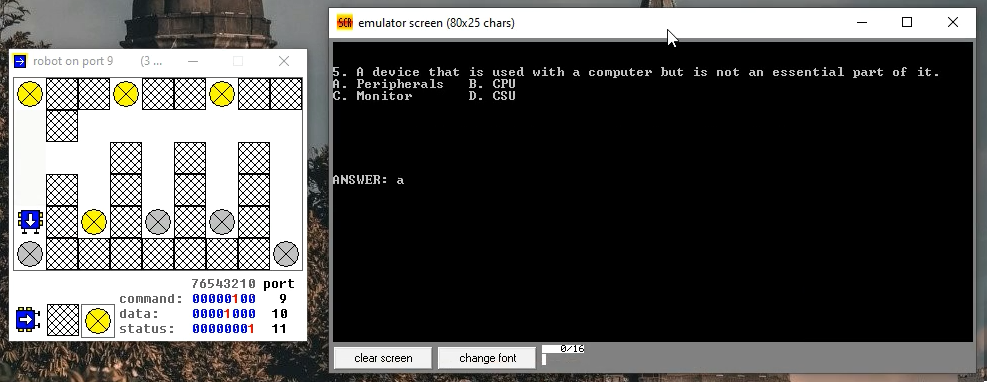 SCR emulator screen (80x25 chars)
robot on port 9 (3 ...
5. A device that is used with a computer but is not an essential part of it.
A. Peripherals B. CPU
C. Monitor D. CSU
ANSWER: a
76543210 port
command: 00000100 9
data: 00001000 10
status: 00000001 11
0/16
clear screen change font